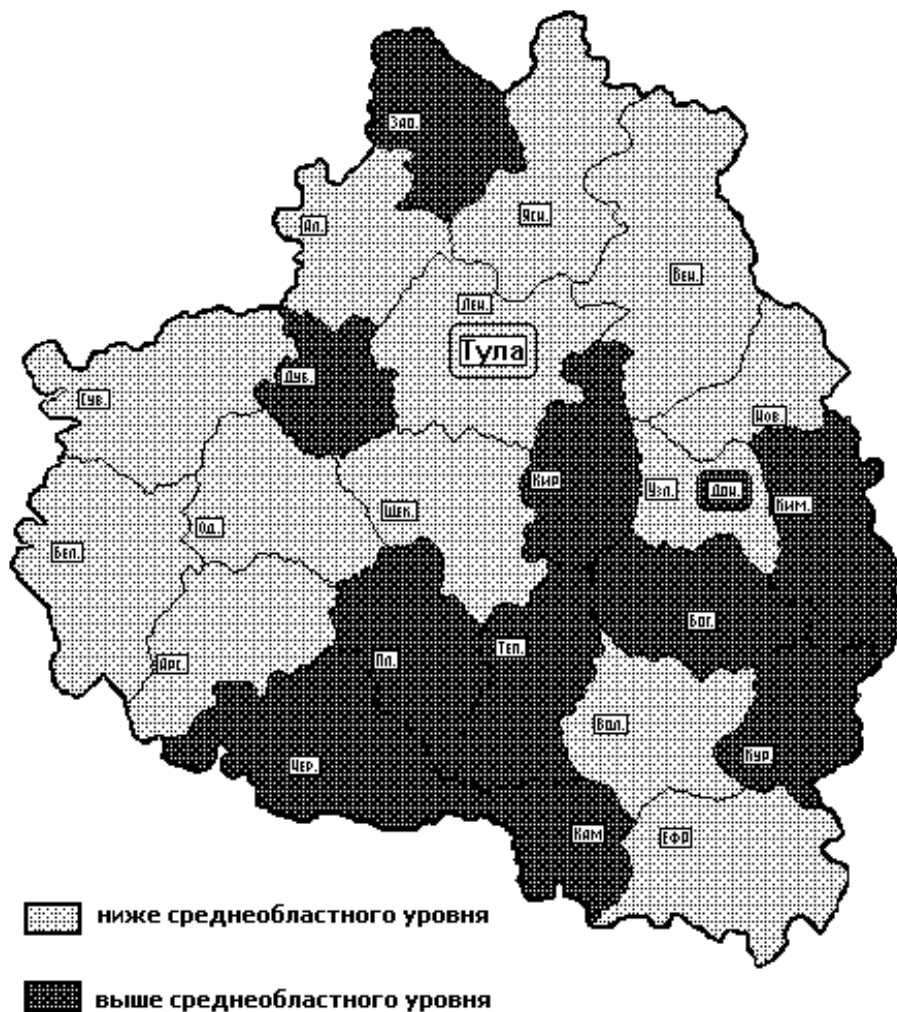 Зао.
Ал.
Ясн.
Вен.
Лен.
Тула
Дуб.
Сув.
Нов.
Кир
Узл.
Дон.
Ким.
Щек.
Од.
Бел.
Бог.
Теп.
Пл.
Арс.
Вол.
Кур
Чер.
Кам
Ефр
ниже среднеобластного уровня
выше среднеобластного уровня